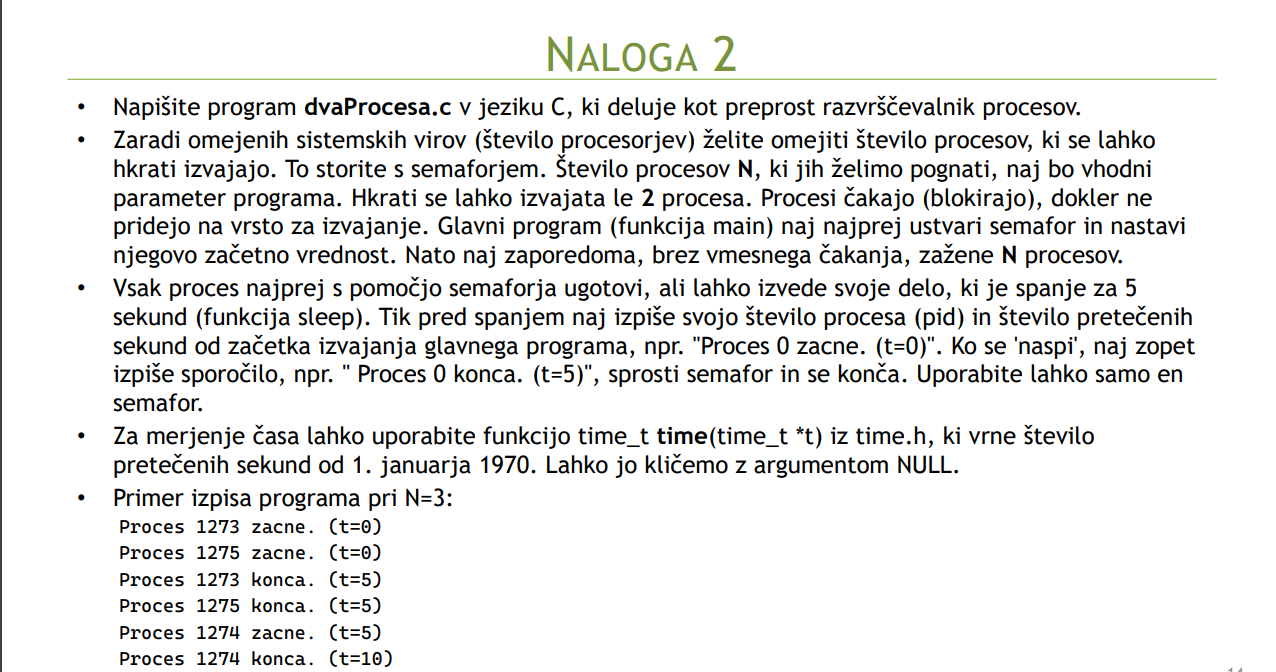 NALOGA 2
• Napišite program dvaProcesa.c v jeziku C, ki deluje kot preprost razvrščevalnik procesov.
• Zaradi omejenih sistemskih virov (število procesorjev) želite omejiti število procesov, ki se lahko
hkrati izvajajo. To storite s semaforjem. Število procesov N, ki jih želimo pognati, naj bo vhodni
parameter programa. Hkrati se lahko izvajata le 2 procesa. Procesi čakajo (blokirajo), dokler ne
pridejo na vrsto za izvajanje. Glavni program (funkcija main) naj najprej ustvari semafor in nastavi
njegovo začetno vrednost. Nato naj zaporedoma, brez vmesnega čakanja, zažene N procesov.
• Vsak proces najprej s pomočjo semaforja ugotovi, ali lahko izvede svoje delo, ki je spanje za 5
sekund (funkcija sleep). Tik pred spanjem naj izpiše svojo število procesa (pid) in število pretečenih
sekund od začetka izvajanja glavnega programa, npr. "Proces 0 zacne. (t=0)". Ko se 'naspi', naj zopet
izpiše sporočilo, npr. " Proces 0 konca. (t=5)", sprosti semafor in se konča. Uporabite lahko samo en
semafor.
• Za merjenje časa lahko uporabite funkcijo time_t time(time_t *t) iz time.h, ki vrne število
pretečenih sekund od 1. januarja 1970. Lahko jo kličemo z argumentom NULL.
• Primer izpisa programa pri N=3:
Proces 1273 zacne. (t=0)
Proces 1275 zacne. (t=0)
Proces 1273 konca. (t=5)
Proces 1275 konca. (t=5)
Proces 1274 zacne. (t=5)
Proces 1274 konca. (t=10)